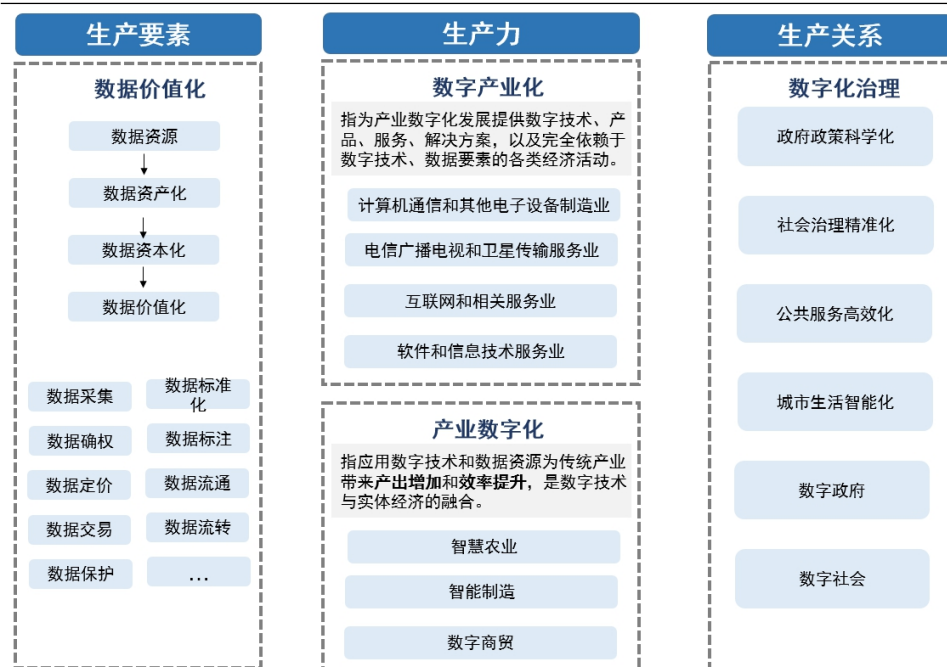 生产要素
数据价值化
数据资源
数据资产化
数据资本化
数据价值化
数据采集
数据标准
化
数据确权
数据标注
数据定价
数据流通
数据交易
数据流转
数据保护
…
生产力
数字产业化
指为产业数字化发展提供数字技术、产
品、服务、解决方案，以及完全依赖于
数字技术、数据要素的各类经济活动。
计算机通信和其他电子设备制造业
电信广播电视和卫星传输服务业
互联网和相关服务业
软件和信息技术服务业
产业数字化
指应用数字技术和数据资源为传统产业
带来产出增加和效率提升，是数字技术
与实体经济的融合。
智慧农业
智能制造
数字商贸
生产关系
数字化治理
政府政策科学化
社会治理精准化
公共服务高效化
城市生活智能化
数字政府
数字社会